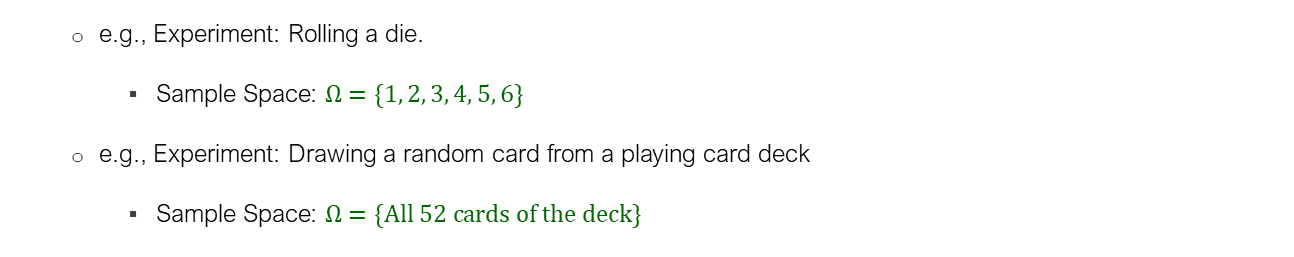 o e.g., Experiment: Rolling a die.
▪ Sample Space: Ω = {1, 2, 3, 4, 5, 6}
o e.g., Experiment: Drawing a random card from a playing card deck
▪ Sample Space: Ω = {All 52 cards of the deck}